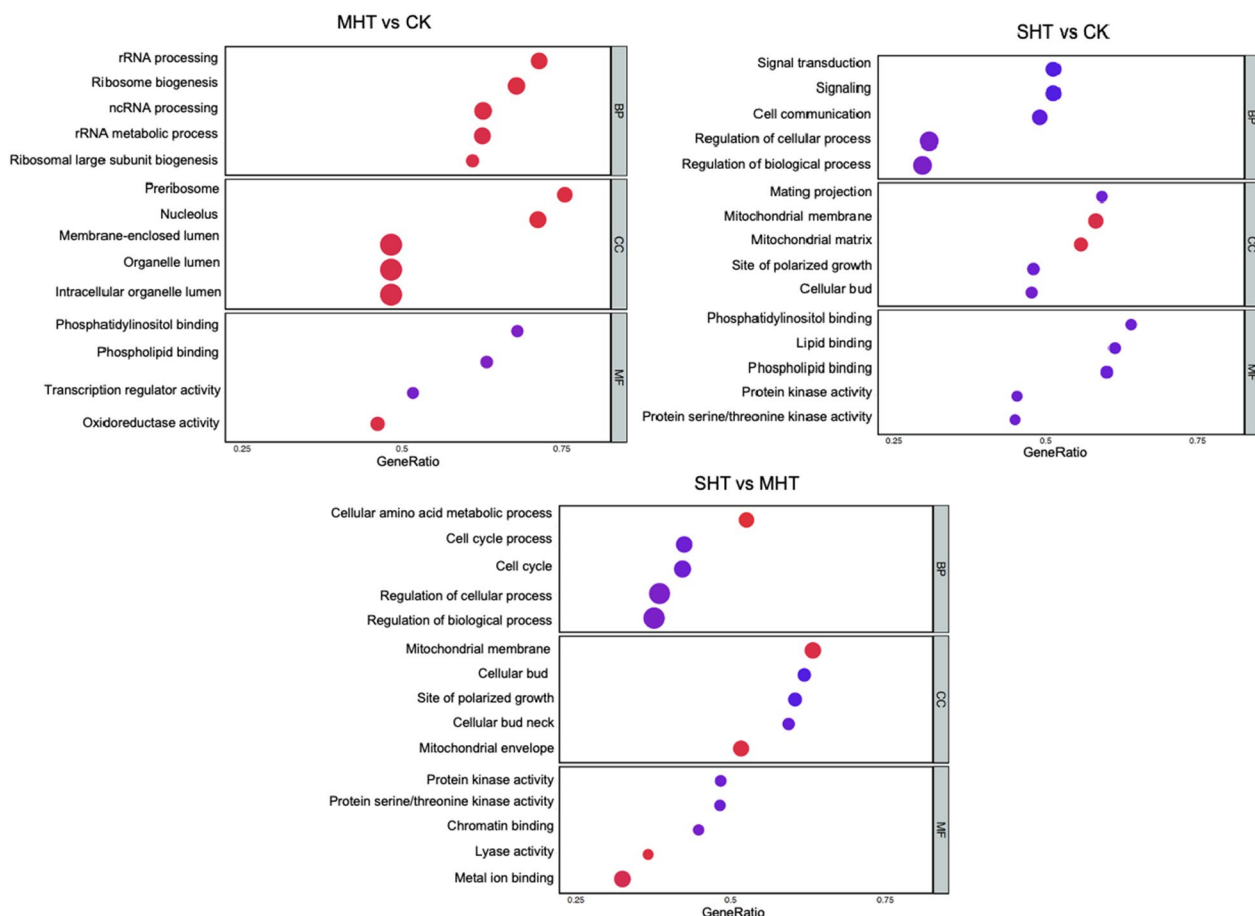 MHT vs CK
rRNA processing
Ribosome biogenesis
ncRNA processing
rRNA metabolic process
Ribosomal large subunit biogenesis
BP
Preribosome
Nucleolus
Membrane-enclosed lumen
Organelle lumen
Intracellular organelle lumen
CC
Phosphatidylinositol binding
Phospholipid binding
Transcription regulator activity
Oxidoreductase activity
MF
0.25 0.5 0.75
GeneRatio
SHT vs CK
Signal transduction
Signaling
Cell communication
Regulation of cellular process
Regulation of biological process
BP
Mating projection
Mitochondrial membrane
Mitochondrial matrix
Site of polarized growth
Cellular bud
CC
Phosphatidylinositol binding
Lipid binding
Phospholipid binding
Protein kinase activity
Protein serine/threonine kinase activity
MF
0.25 0.5 0.75
GeneRatio
SHT vs MHT
Cellular amino acid metabolic process
Cell cycle process
Cell cycle
Regulation of cellular process
Regulation of biological process
BP
Mitochondrial membrane
Cellular bud
Site of polarized growth
Cellular bud neck
Mitochondrial envelope
CC
Protein kinase activity
Protein serine/threonine kinase activity
Chromatin binding
Lyase activity
Metal ion binding
MF
0.25 0.5 0.75
GeneRatio